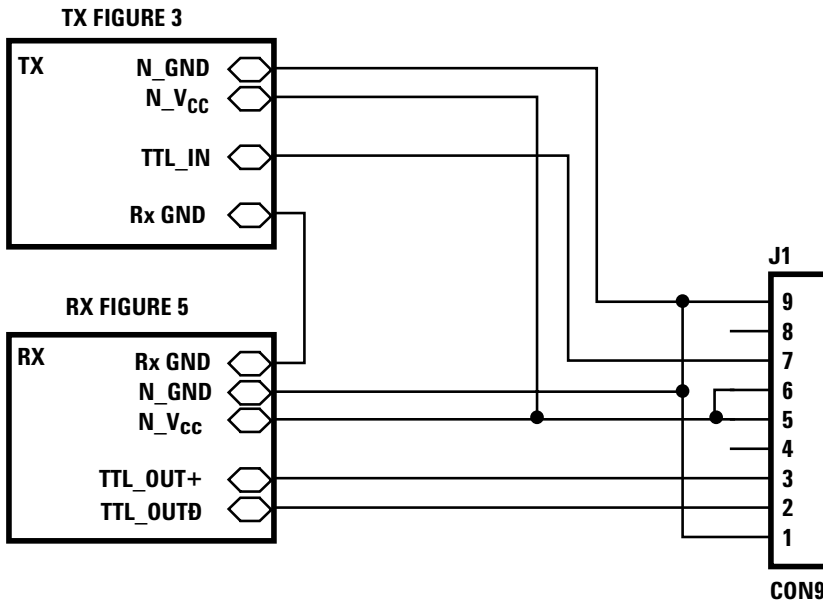 TX FIGURE 3
TX
N_GND
N_VCC
TTL_IN
Rx GND
RX FIGURE 5
RX
Rx GND
N_GND
N_Vcc
TTL_OUT+
TTL_OUTĐ
J1
9
8
7
6
5
4
3
2
1
CON9